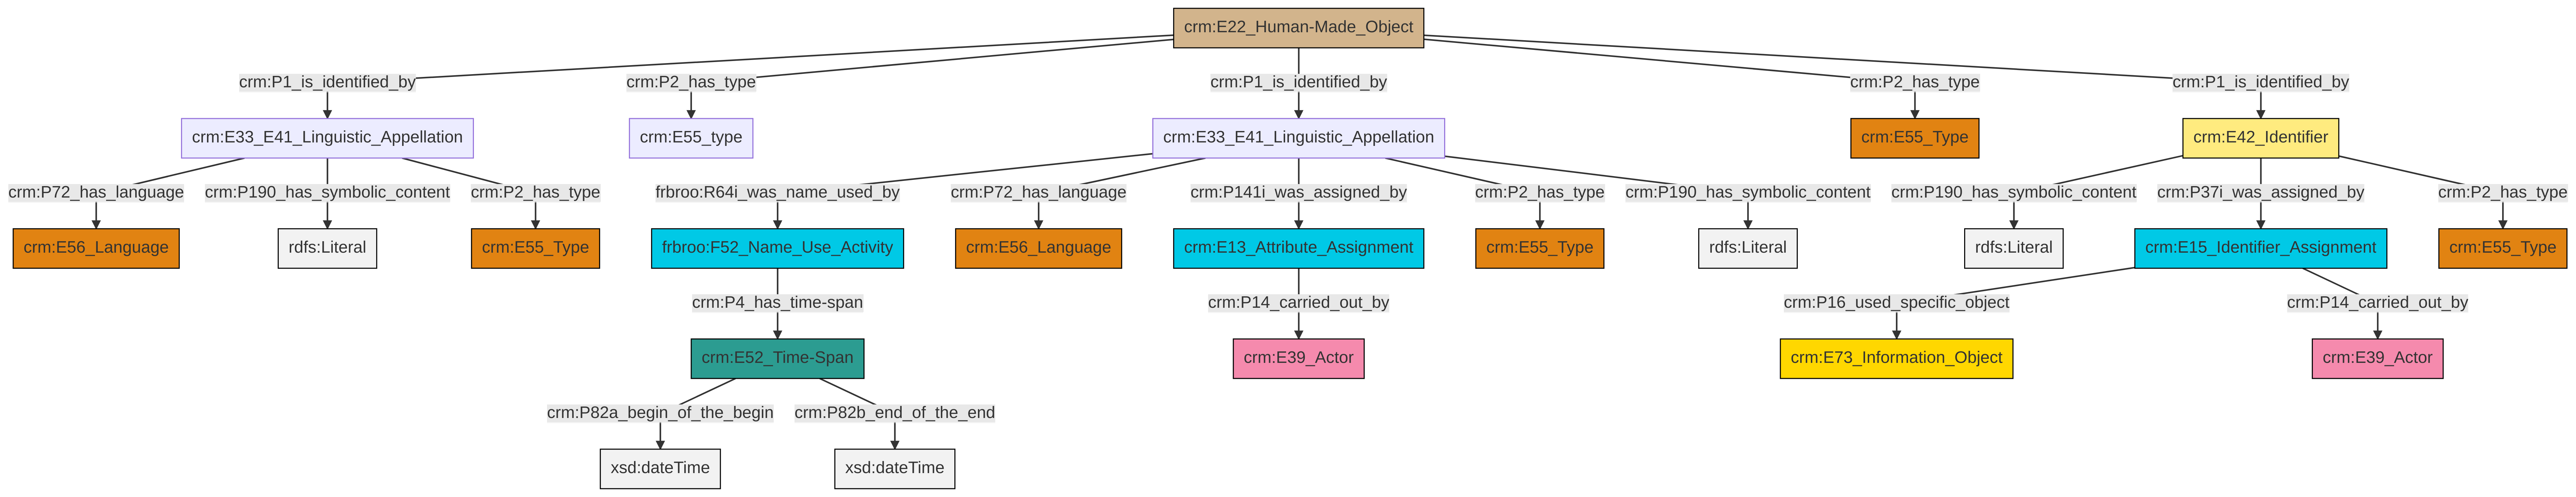 crm:E22_Human-Made_Object
crm:P1_is_identified_by
crm:P2_has_type
crm:P1_is_identified_by
crm:P2_has_type
crm:P1_is_identified_by
crm:E33_E41_Linguistic_Appellation
crm:E55_type
crm:E33_E41_Linguistic_Appellation
crm:E55_Type
crm:E42_Identifier
crm:P72_has_language
crm:P190_has_symbolic_content
crm:P2_has_type
frbroo:R64i_was_name_used_by
crm:P72_has_language
crm:P141i_was_assigned_by
crm:P2_has_type
crm:P190_has_symbolic_content
crm:P190_has_symbolic_content
crm:P37i_was_assigned_by
crm:P2_has_type
crm:E56_Language
rdfs:Literal
crm:E55_Type
frbroo:F52_Name_Use_Activity
crm:E56_Language
crm:E13_Attribute_Assignment
crm:E55_Type
rdfs:Literal
rdfs:Literal
crm:E15_Identifier_Assignment
crm:E55_Type
crm:P4_has_time-span
crm:P14_carried_out_by
crm:P16_used_specific_object
crm:P14_carried_out_by
crm:E52_Time-Span
crm:E39_Actor
crm:E73_Information_Object
crm:E39_Actor
crm:P82a_begin_of_the_begin
crm:P82b_end_of_the_end
xsd:dateTime
xsd:dateTime